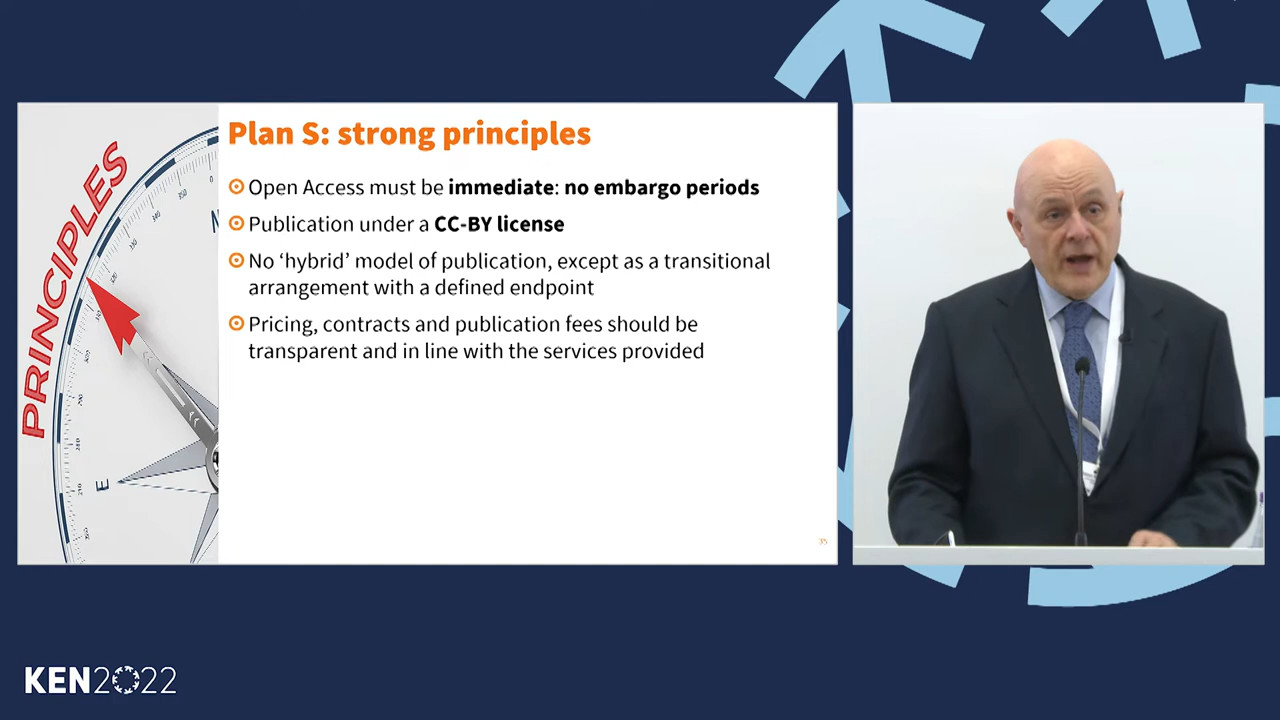 PRINCIPLES
N
E
Plan S: strong principles
Open Access must be immediate: no embargo periods
Publication under a CC-BY license
No ‘hybrid’ model of publication, except as a transitional
arrangement with a defined endpoint
Pricing, contracts and publication fees should be
transparent and in line with the services provided
35
KEN2022